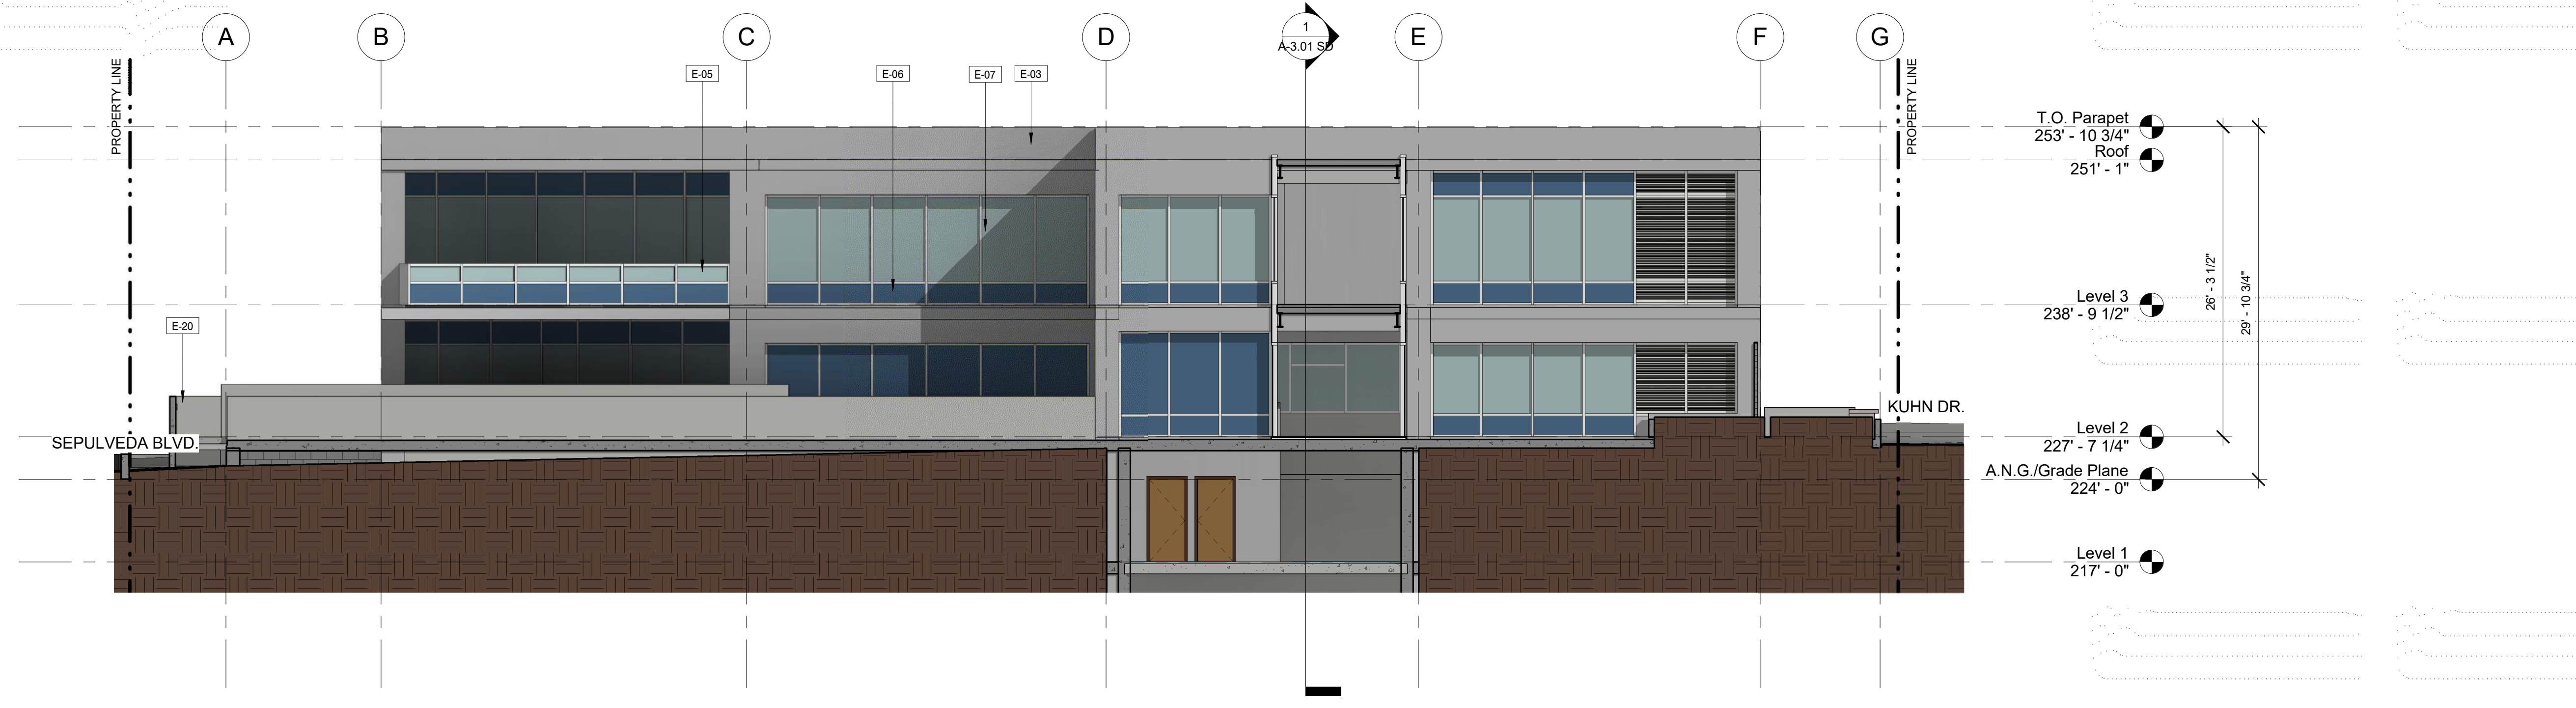 A
B
C
D
1
A-3.01 SD
E
F
G
PROPERTY LINE
E-05
E-06
E-07
E-03
PROPERTY LINE
T.O. Parapet
253' - 10 3/4"
Roof
251' - 1"
26' - 3 1/2"
29' - 10 3/4"
Level 3
238' - 9 1/2"
E-20
KUHN DR.
SEPULVEDA BLVD.
Level 2
227' - 7 1/4"
A.N.G./Grade Plane
224' - 0"
Level 1
217' - 0"